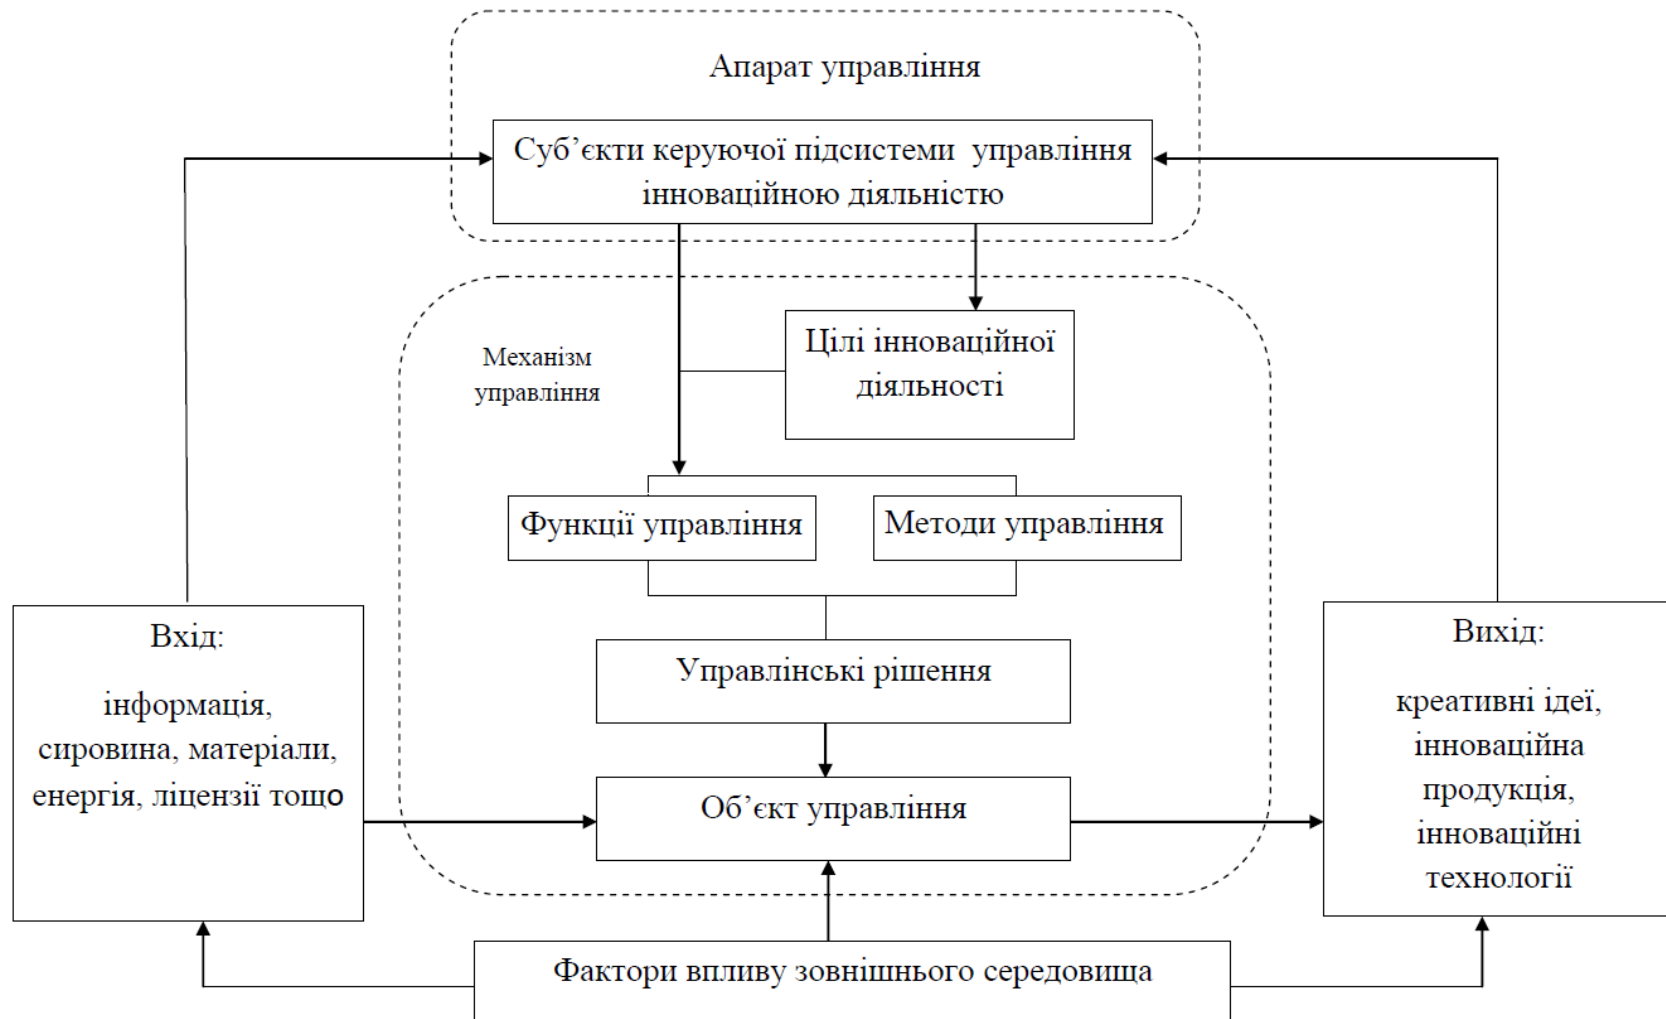 Апарат управління
Суб’єкти керуючої підсистеми управління
інноваційною діяльністю
Цілі інноваційної
діяльності
Механізм
управління
Функції управління
Методи управління
Вхід:
інформація,
сировина, матеріали,
енергія, ліцензії тощо
Управлінські рішення
Об’єкт управління
Вихід:
креативні ідеї,
інноваційна
продукція,
інноваційні
технології
Фактори впливу зовнішнього середовища